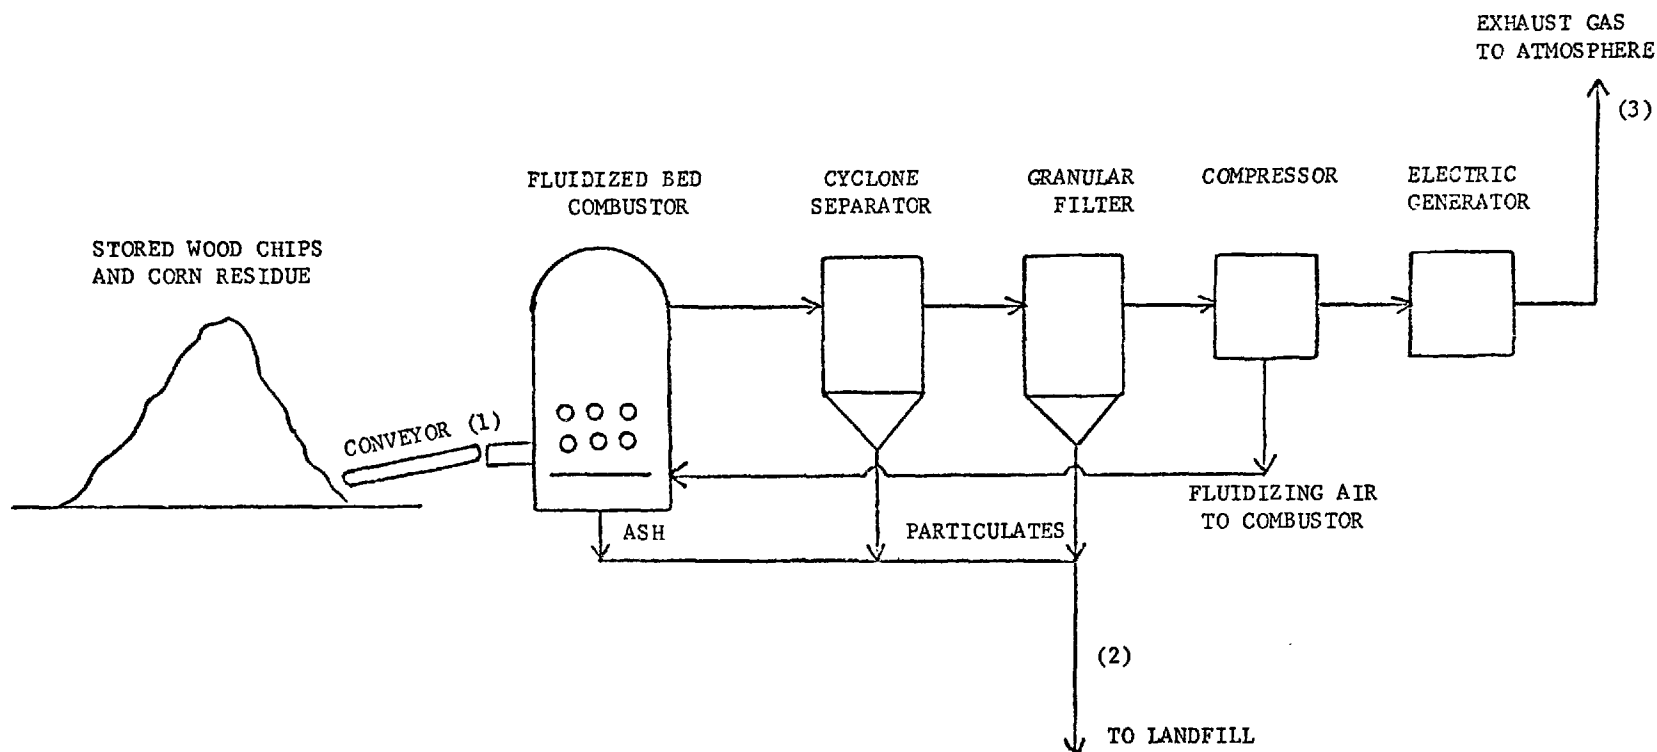 EXHAUST GAS
TO ATMOSPHERE
(3)
FLUIDIZED BED
COMBUSTOR
CYCLONE
SEPARATOR
GRANULAR
FILTER
COMPRESSOR
ELECTRIC
GENERATOR
STORED WOOD CHIPS
AND CORN RESIDUE
CONVEYOR (1)
FLUIDIZING AIR
TO COMBUSTOR
ASH
PARTICULATES
(2)
TO LANDFILL